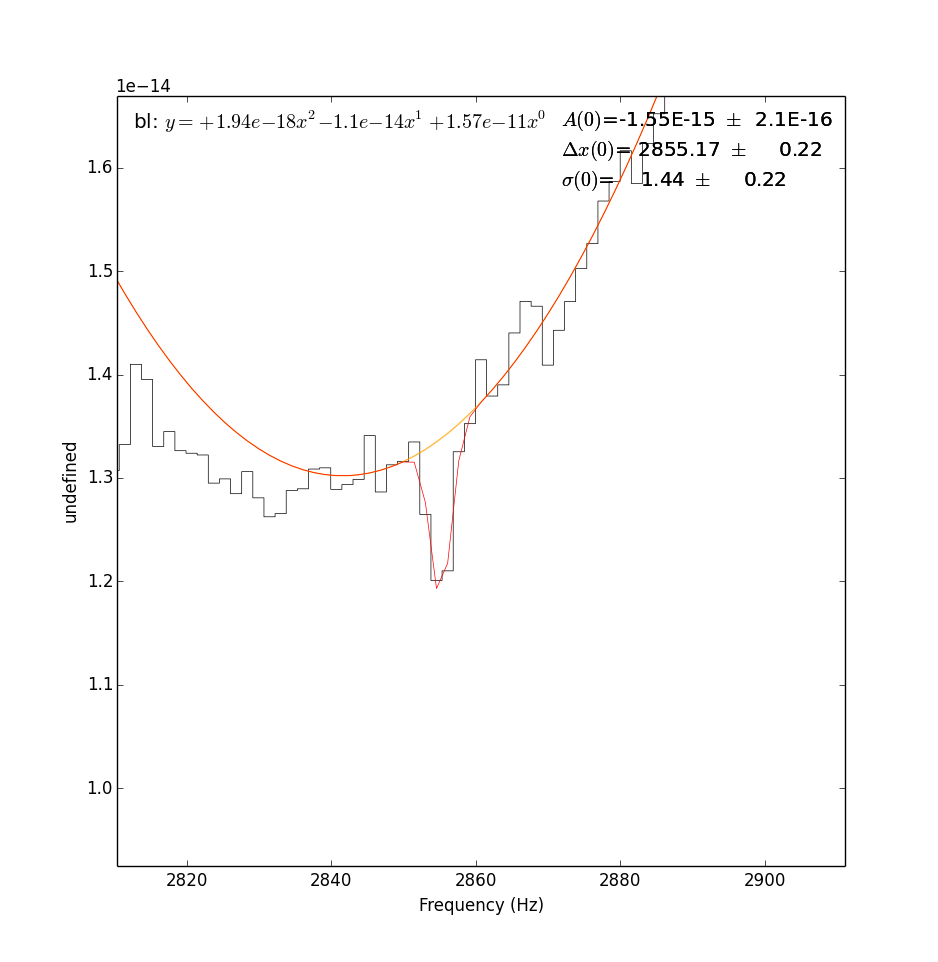 1e−14
bl: y = +1.94e−18x² −1.1e−14x¹ +1.57e−11x⁰
A(0)=-1.55E-15 ± 2.1E-16
Δx(0)= 2855.17 ± 0.22
σ(0)= 1.44 ± 0.22
1.6
1.5
1.4
1.3
1.2
1.1
1.0
undefined
2820 2840 2860 2880 2900
Frequency (Hz)